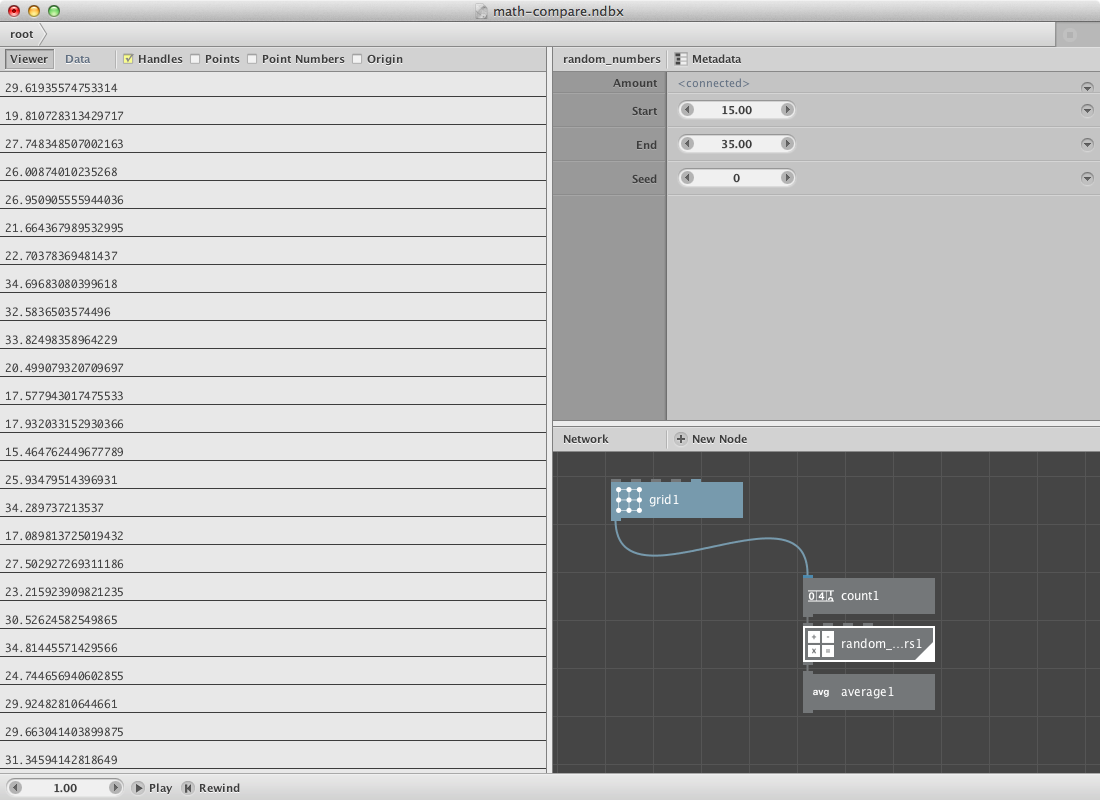 math-compare.ndbx
root
Viewer Data Handles Points Point Numbers Origin
29.61935574753314
19.810728313429717
27.748348507002163
26.00874010235268
26.950905555944036
21.664367989532995
22.70378369481437
34.69683080399618
32.5836503574496
33.82498358964229
20.499079320709697
17.577943017475533
17.932033152930366
15.464762449677789
25.93479514396931
34.289737213537
17.089813725019432
27.502927269311186
23.215923909821235
30.52624582549865
34.81445571429566
24.744656940602855
29.92482810644661
29.663041403899875
31.34594142818649
1.00 Play Rewind
random_numbers Metadata
Amount <connected>
Start 15.00
End 35.00
Seed 0
Network New Node
grid1
count1
random_...rs1
avg average1